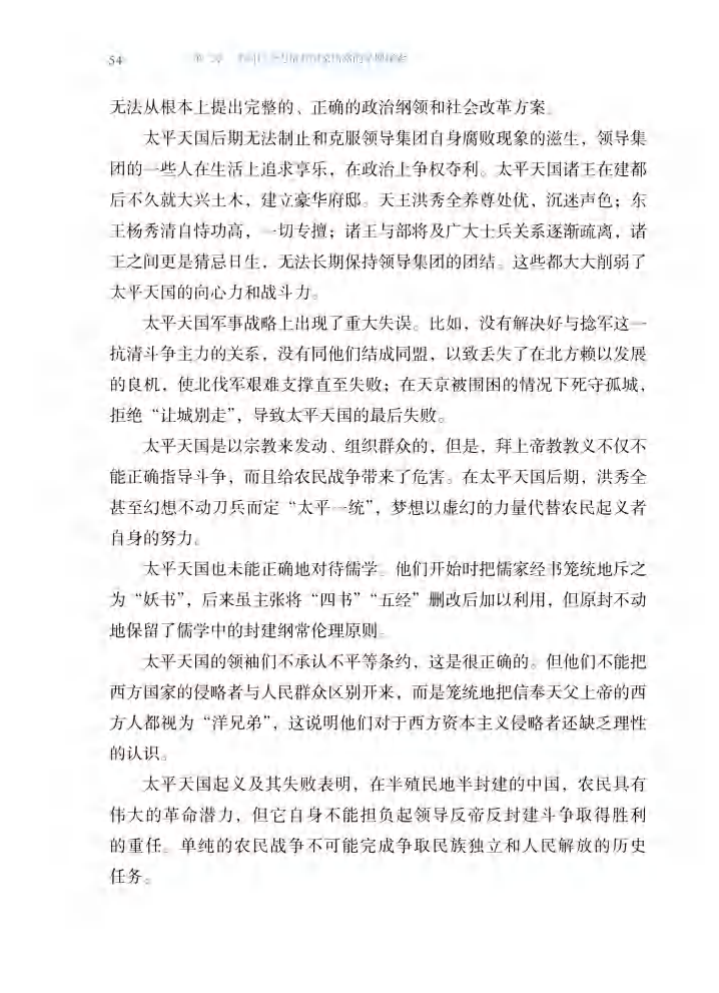 54
无法从根本上提出完整的、正确的政治纲领和社会改革方案。
太平天国后期无法制止和克服领导集团自身腐败现象的滋生，领导集
团的一些人在生活上追求享乐，在政治上争权夺利。太平天国诸王在建都
后不久就大兴土木，建立豪华府邸。天王洪秀全养尊处优，沉迷声色；东
王杨秀清自恃功高，一切专擅；诸王与部将及广大士兵关系逐渐疏离，诸
王之间更是猜忌日生，无法长期保持领导集团的团结。这些都大大削弱了
太平天国的向心力和战斗力。
太平天国军事战略上出现了重大失误。比如，没有解决好与捻军这一
抗清斗争主力的关系，没有同他们结成同盟，以致丢失了在北方赖以发展
的良机，使北伐军艰难支撑直至失败；在天京被围困的情况下死守孤城，
拒绝“让城别走”，导致太平天国的最后失败。
太平天国是以宗教来发动、组织群众的，但是，拜上帝教教义不仅不
能正确指导斗争，而且给农民战争带来了危害。在太平天国后期，洪秀全
甚至幻想不动刀兵而定“太平一统”，梦想以虚幻的力量代替农民起义者
自身的努力。
太平天国也未能正确地对待儒学。他们开始时把儒家经书笼统地斥之
为“妖书”，后来虽主张将“四书”“五经”删改后加以利用，但原封不动
地保留了儒学中的封建纲常伦理原则。
太平天国的领袖们不承认不平等条约，这是很正确的。但他们不能把
西方国家的侵略者与人民群众区别开来，而是笼统地把信奉天父上帝的西
方人都视为“洋兄弟”，这说明他们对于西方资本主义侵略者还缺乏理性
的认识。
太平天国起义及其失败表明，在半殖民地半封建的中国，农民具有
伟大的革命潜力，但它自身不能担负起领导反帝反封建斗争取得胜利
的重任。单纯的农民战争不可能完成争取民族独立和人民解放的历史
任务。